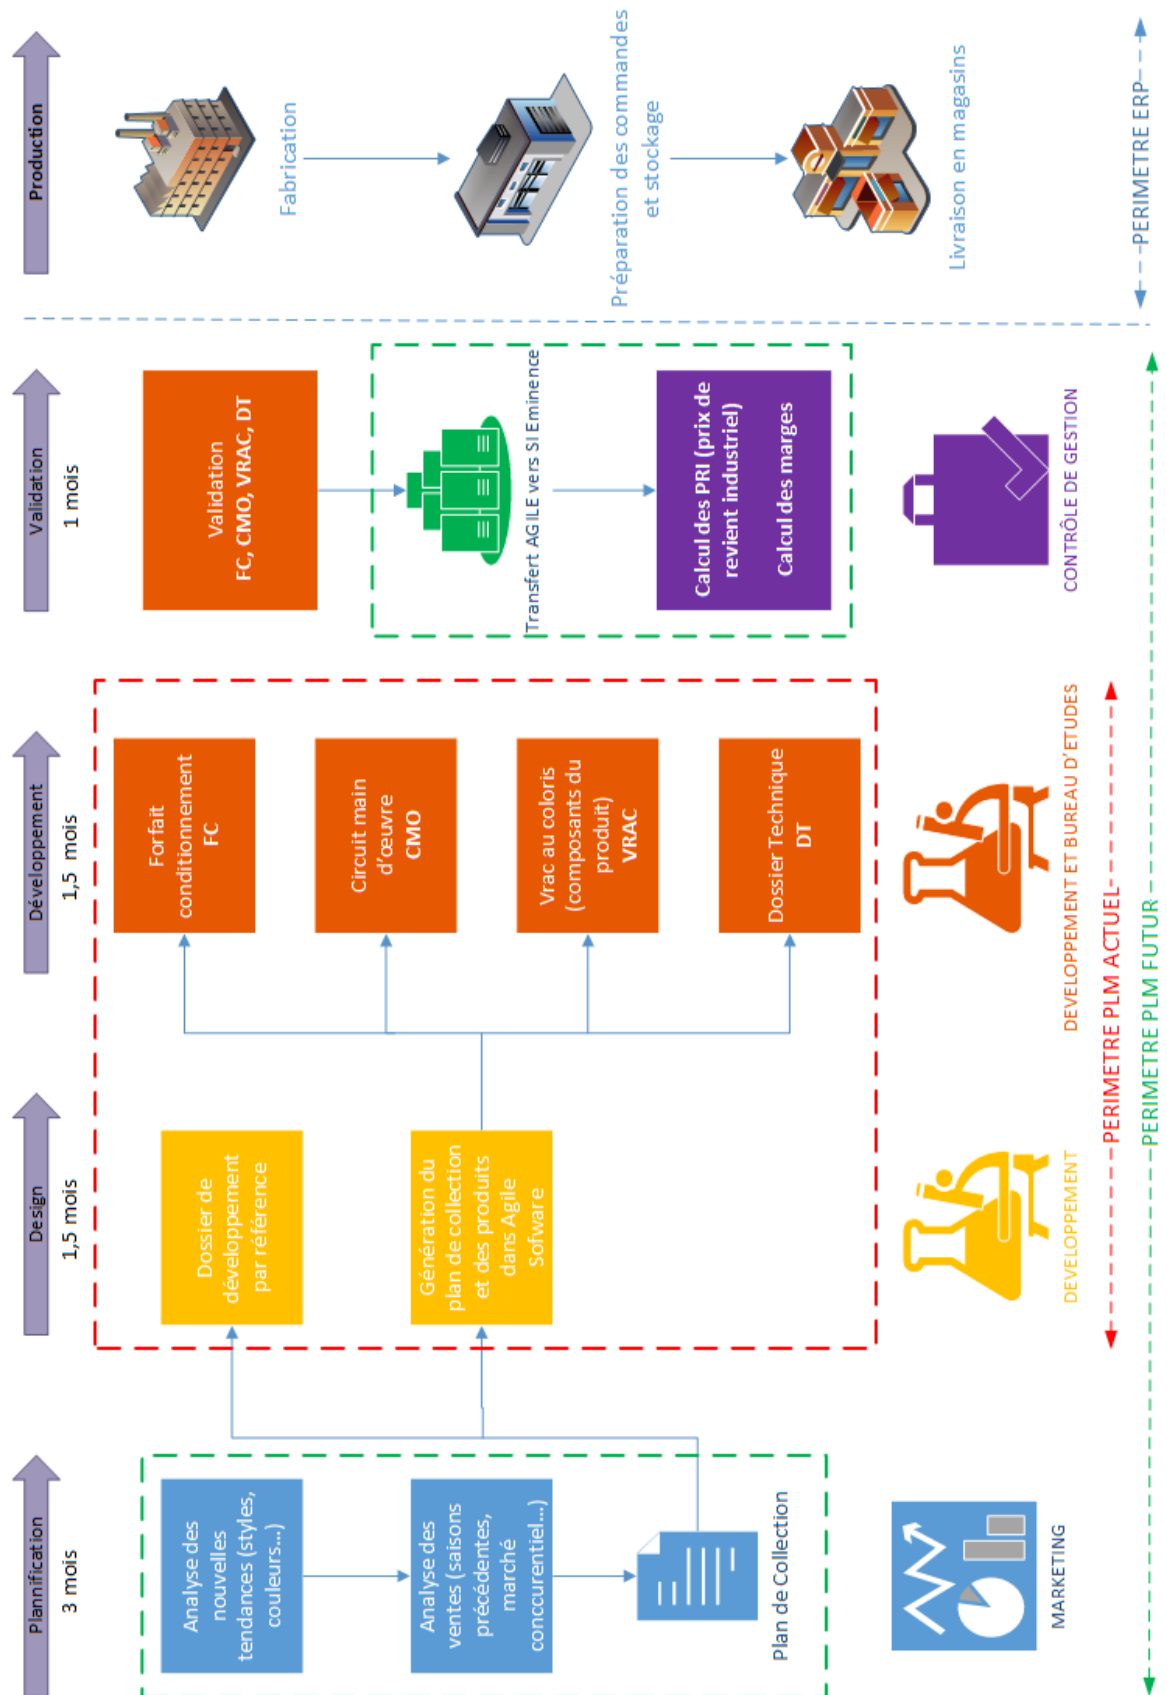 Plannification
3 mois
Analyse des
nouvelles
tendances (styles,
couleurs...)
Analyse des
ventes (saisons
précédentes,
marché
conccurentiel...)
Plan de Collection
MARKETING
Design
1,5 mois
Dossier de
développement
par référence
Génération du
plan de collection
et des produits
dans Agile
Sofware
DEVELOPPEMENT
Développement
1,5 mois
Forfait
conditionnement
FC
Circuit main
d'œuvre
CMO
Vrac au coloris
(composants du
produit)
VRAC
Dossier Technique
DT
DEVELOPPEMENT ET BUREAU D'ETUDES
Validation
1 mois
Validation
FC, CMO, VRAC, DT
Transfert AGILE vers SI Eminence
Calcul des PRI (prix de
revient industriel)
Calcul des marges
CONTRÔLE DE GESTION
Production
Fabrication
Préparation des commandes
et stockage
Livraison en magasins
PERIMETRE PLM ACTUEL
PERIMETRE PLM FUTUR
PERIMETRE ERP